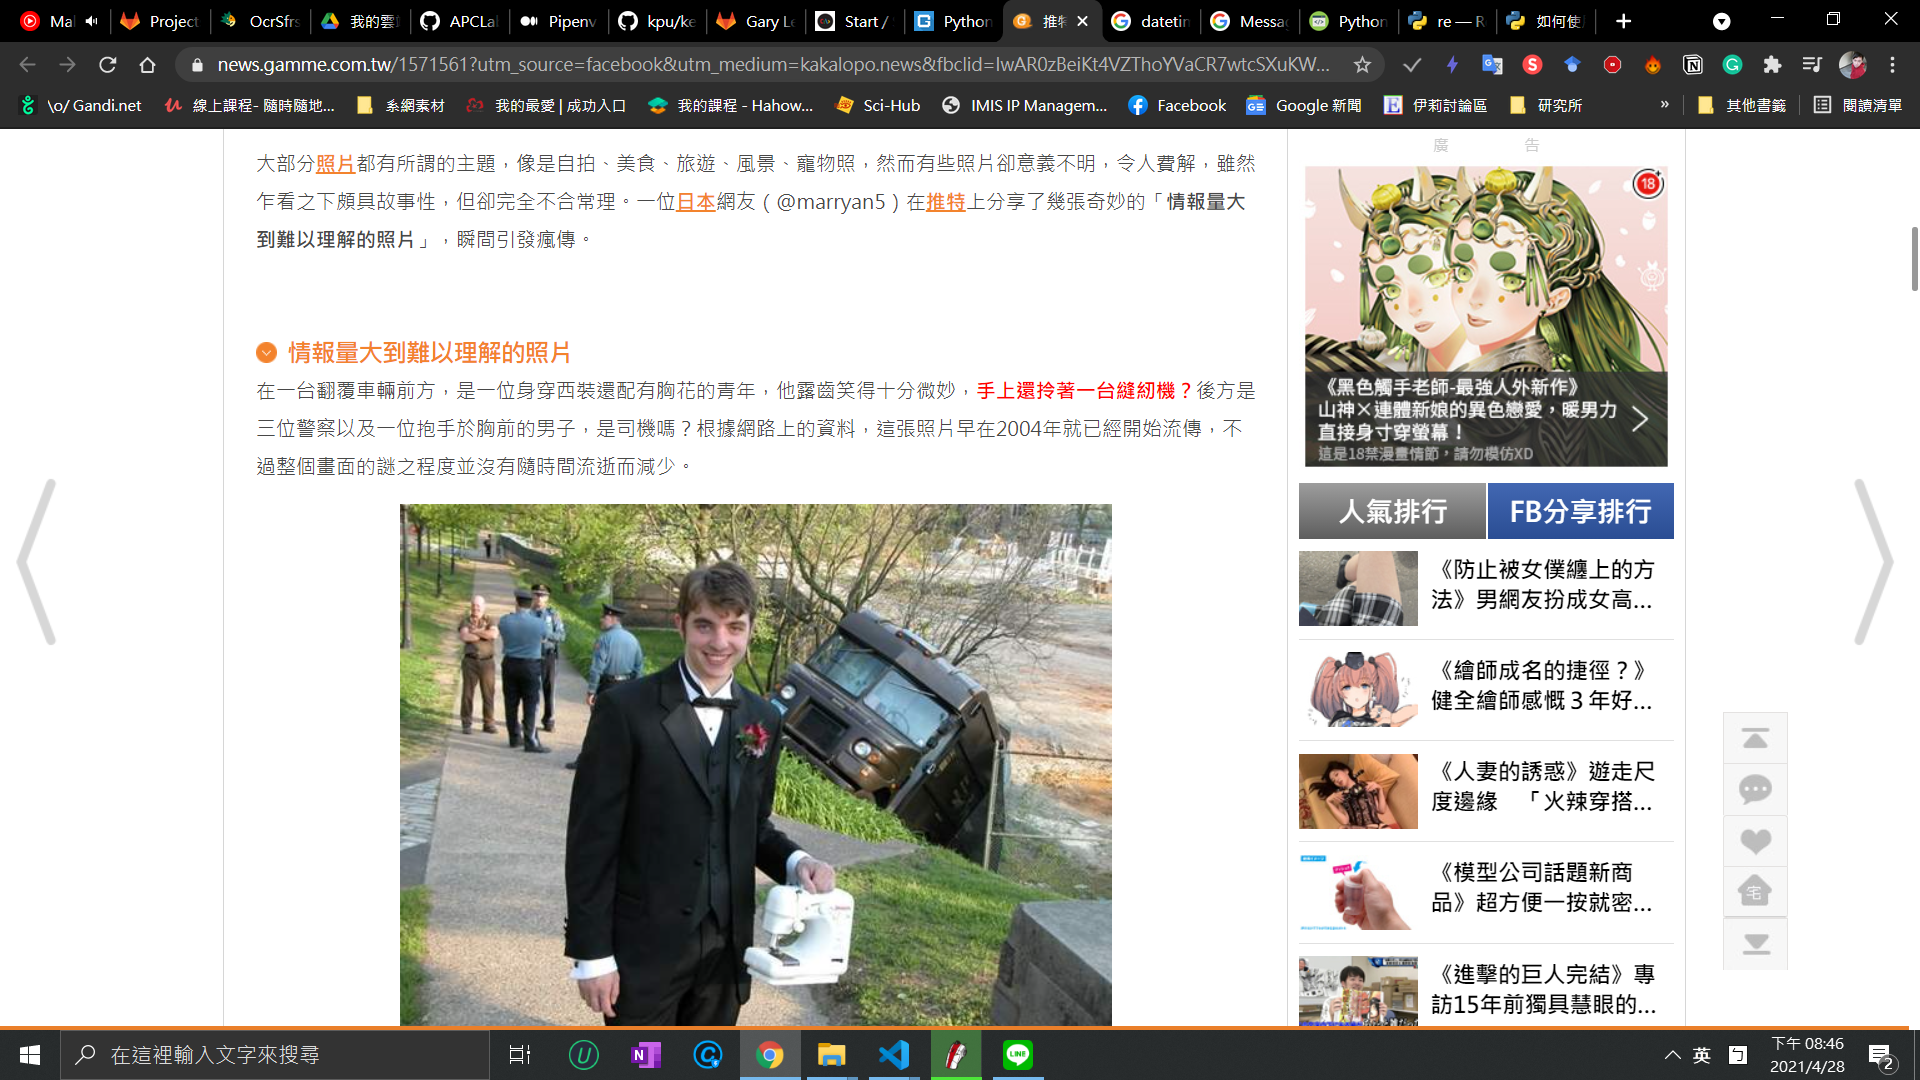 Mal
Project
OcrSfrs
我的雲
APCLa
Pipenv
kpu/ke
Gary Le
Start /
Python
推特
datetim
Messag
Python
re — R
如何使
news.gamme.com.tw/1571561?utm_source=facebook&utm_medium=kakalopo.news&fbclid=IwAR0zBeiKt4VZThoYVaCR7wtcSXuKW...
\o/ Gandi.net
線上課程- 隨時隨地...
系網素材
我的最愛 | 成功入口
我的課程 - Hahow...
Sci-Hub
IMIS IP Managem...
Facebook
Google 新聞
伊莉討論區
研究所
»
其他書籤
閱讀清單
大部分照片都有所謂的主題，像是自拍、美食、旅遊、風景、寵物照，然而有些照片卻意義不明，令人費解，雖然
乍看之下頗具故事性，但卻完全不合常理。一位日本網友（@marryan5）在推特上分享了幾張奇妙的「情報量大
到難以理解的照片」，瞬間引發瘋傳。
情報量大到難以理解的照片
在一台翻覆車輛前方，是一位身穿西裝還配有胸花的青年，他露齒笑得十分微妙，手上還拎著一台縫紉機？後方是
三位警察以及一位抱手於胸前的男子，是司機嗎？根據網路上的資料，這張照片早在2004年就已經開始流傳，不
過整個畫面的謎之程度並沒有隨時間流逝而減少。
廣 告
18
《黑色觸手老師-最強人外新作》
山神×連體新娘的異色戀愛，暖男力
直接身寸穿螢幕！
這是18禁漫畫情節，請勿模仿XD
人氣排行
FB分享排行
《防止被女僕纏上的方
法》男網友扮成女高...
《繪師成名的捷徑？》
健全繪師感慨３年好...
《人妻的誘惑》遊走尺
度邊緣　「火辣穿搭...
《模型公司話題新商
品》超方便一按就密...
《進擊的巨人完結》專
訪15年前獨具慧眼的...
宅
在這裡輸入文字來搜尋
LINE
英
下午 08:46
2021/4/28
2